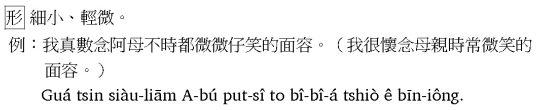 形 細小、輕微。
例：我真數念阿母不時都微微仔笑的面容。（我很懷念母親時常微笑的
面容。）
Guá tsin siàu-liām A-bú put-sî to bî-bî-á tshiò ê bīn-iông.